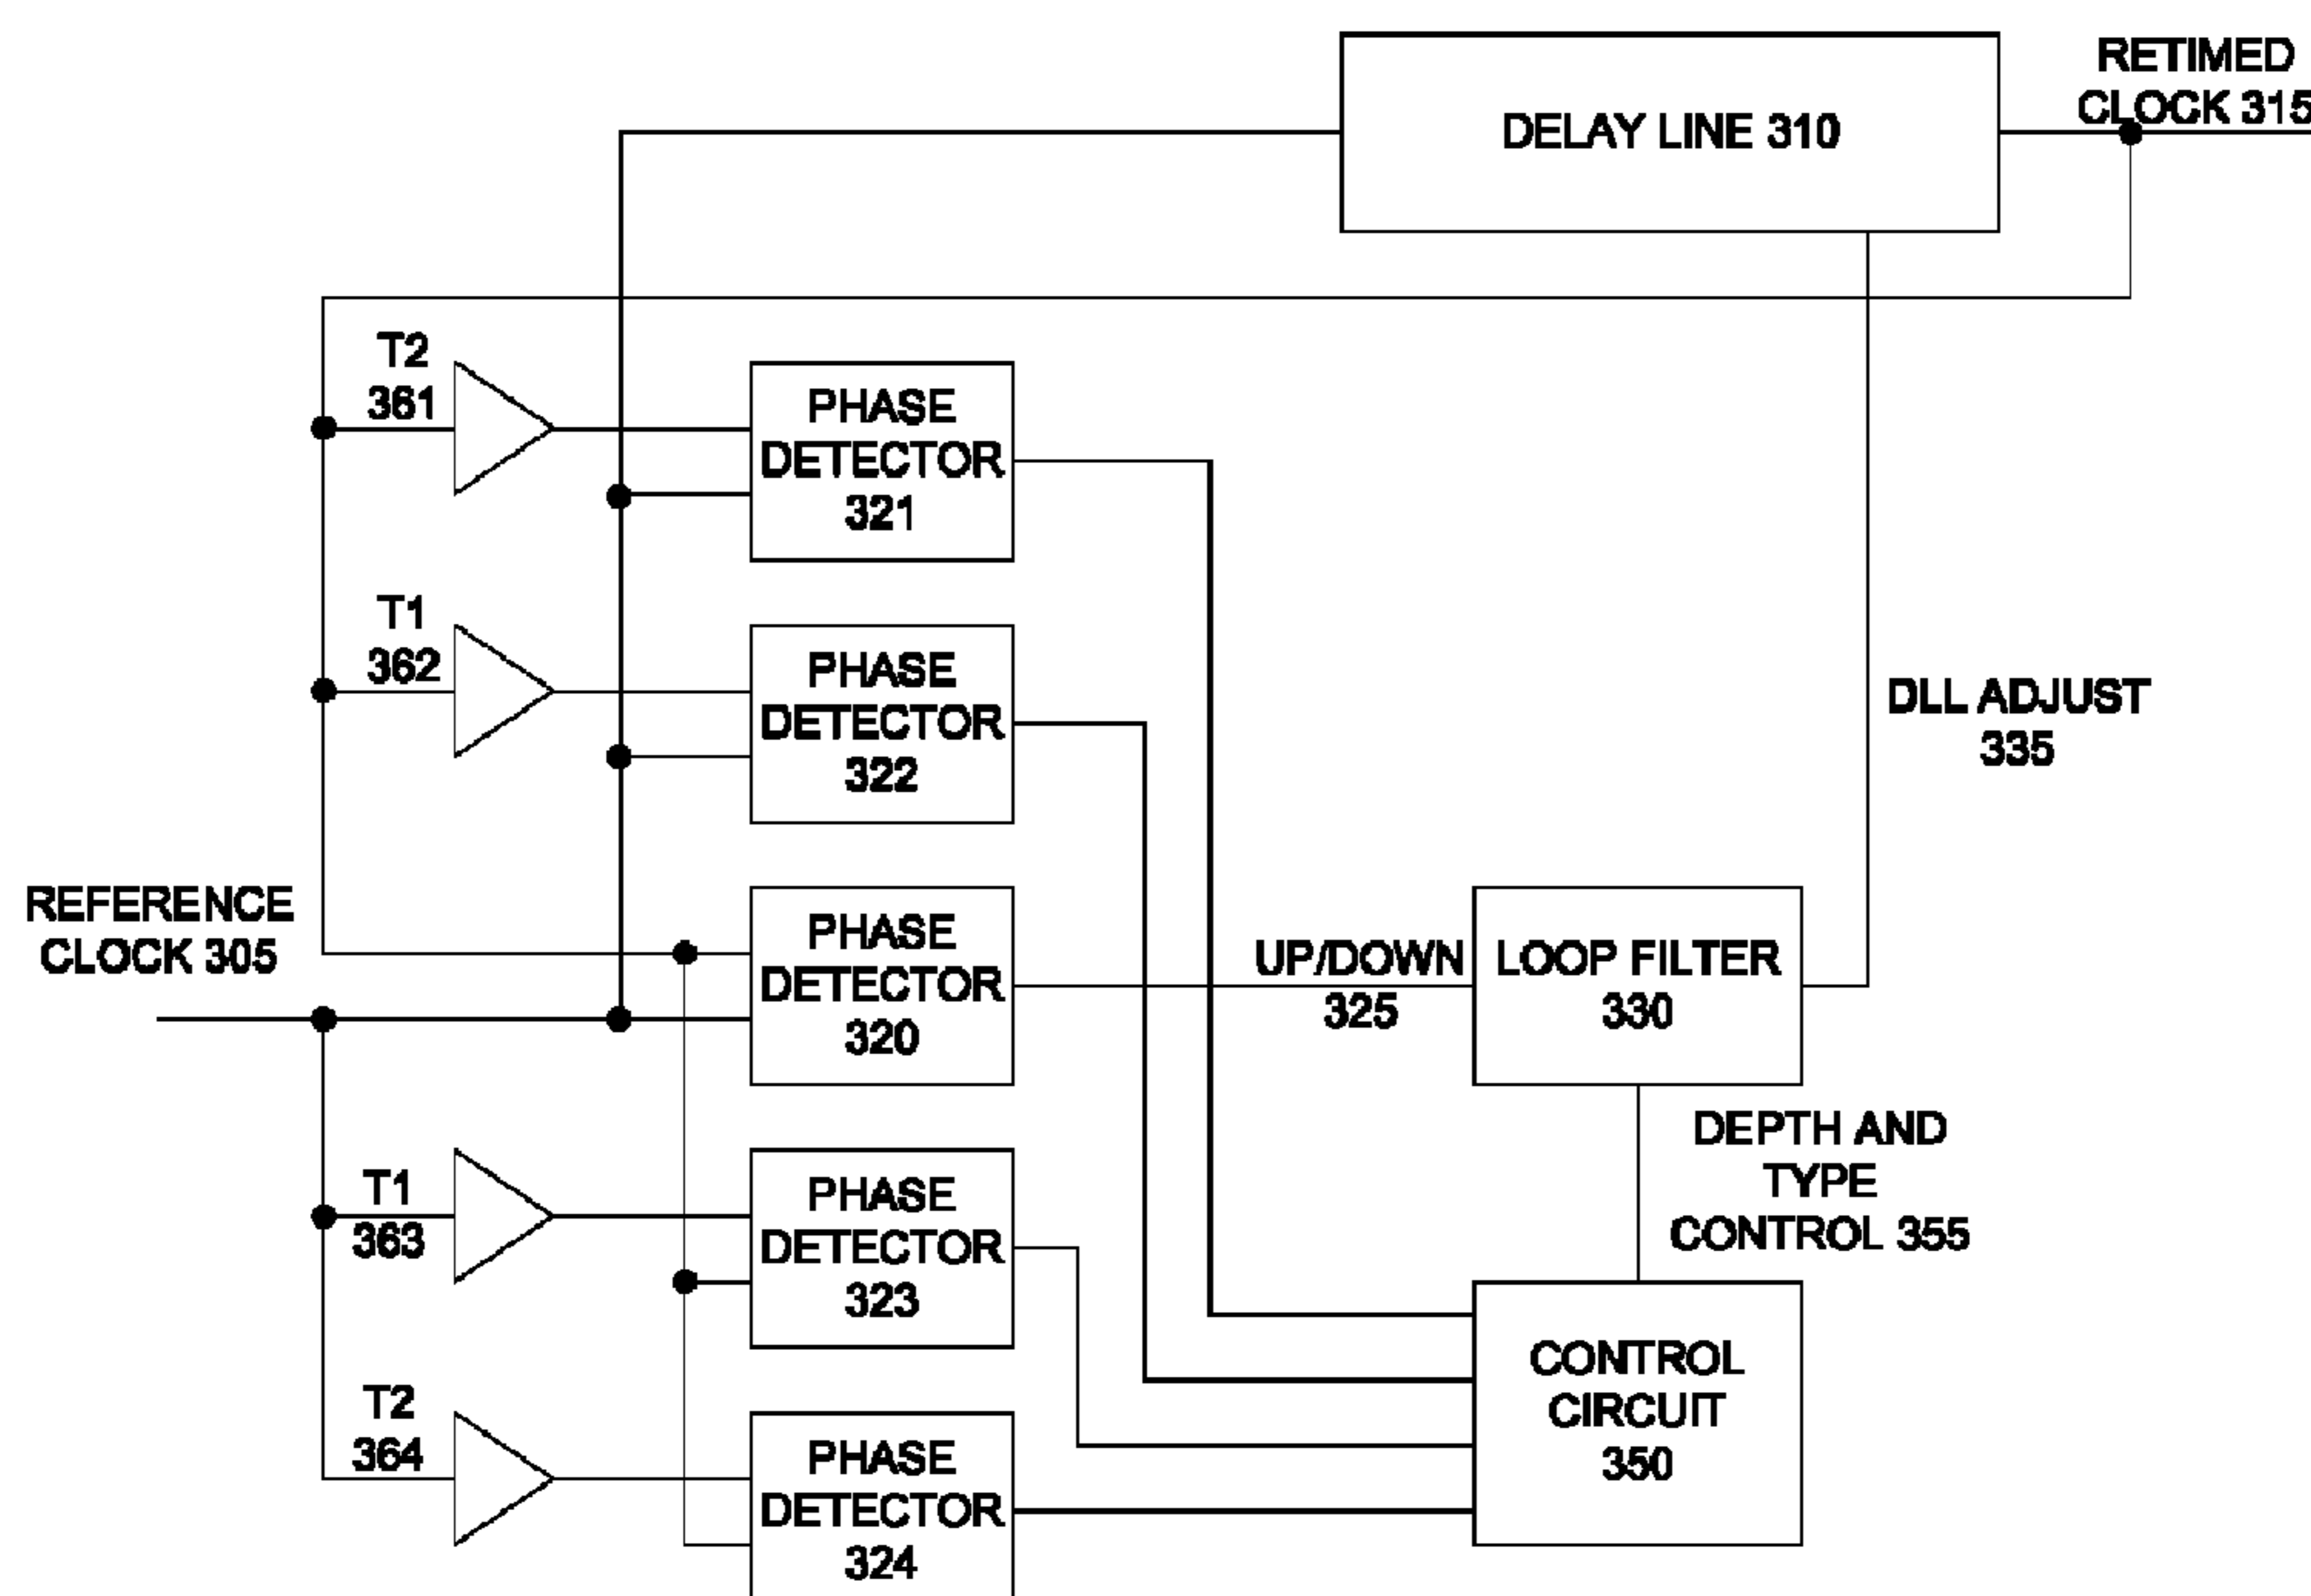 RETIMED
CLOCK 315
DELAY LINE 310
T2
361
PHASE
DETECTOR
321
T1
362
PHASE
DETECTOR
322
DLL ADJUST
335
REFERENCE
CLOCK 305
PHASE
DETECTOR
320
UP/DOWN
325
LOOP FILTER
330
DEPTH AND
TYPE
CONTROL 355
T1
363
PHASE
DETECTOR
323
CONTROL
CIRCUIT
350
T2
364
PHASE
DETECTOR
324